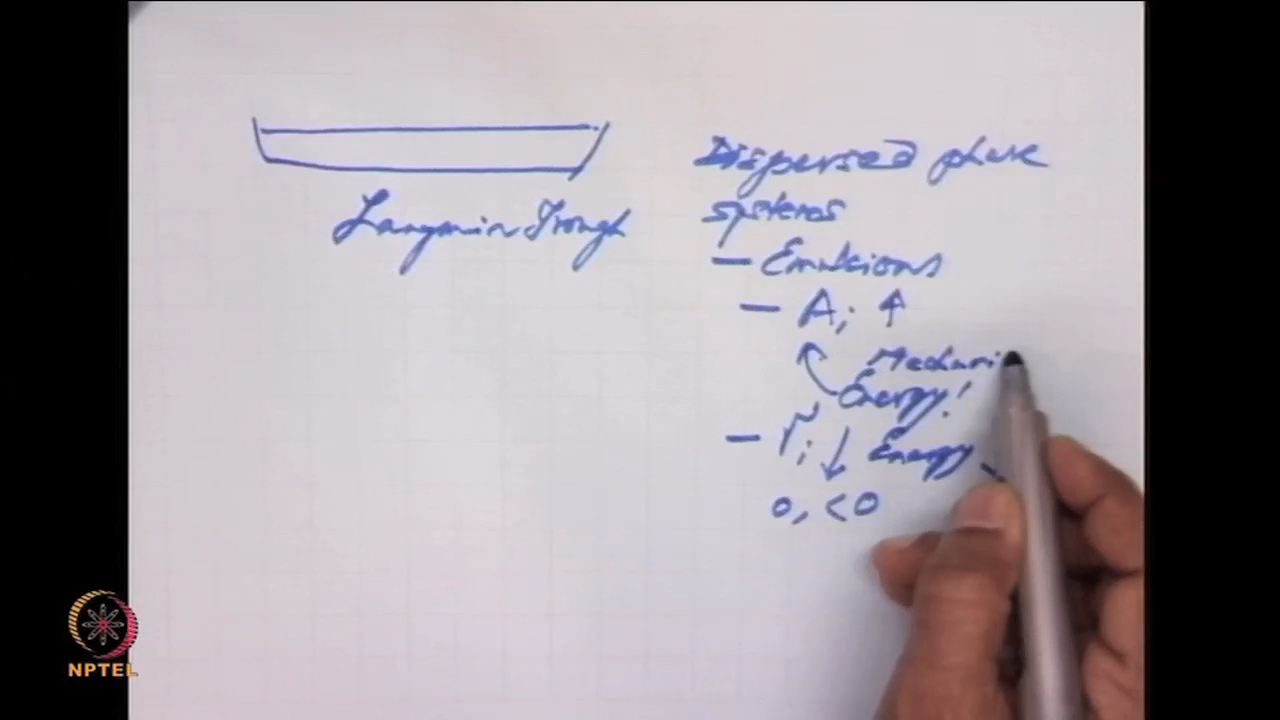 Langmuir Trough
Dispersed phase
systems
— Emulsions
— A; ↑
Mechani
Energy!
— γ; ↓ Energy
0, <0
NPTEL